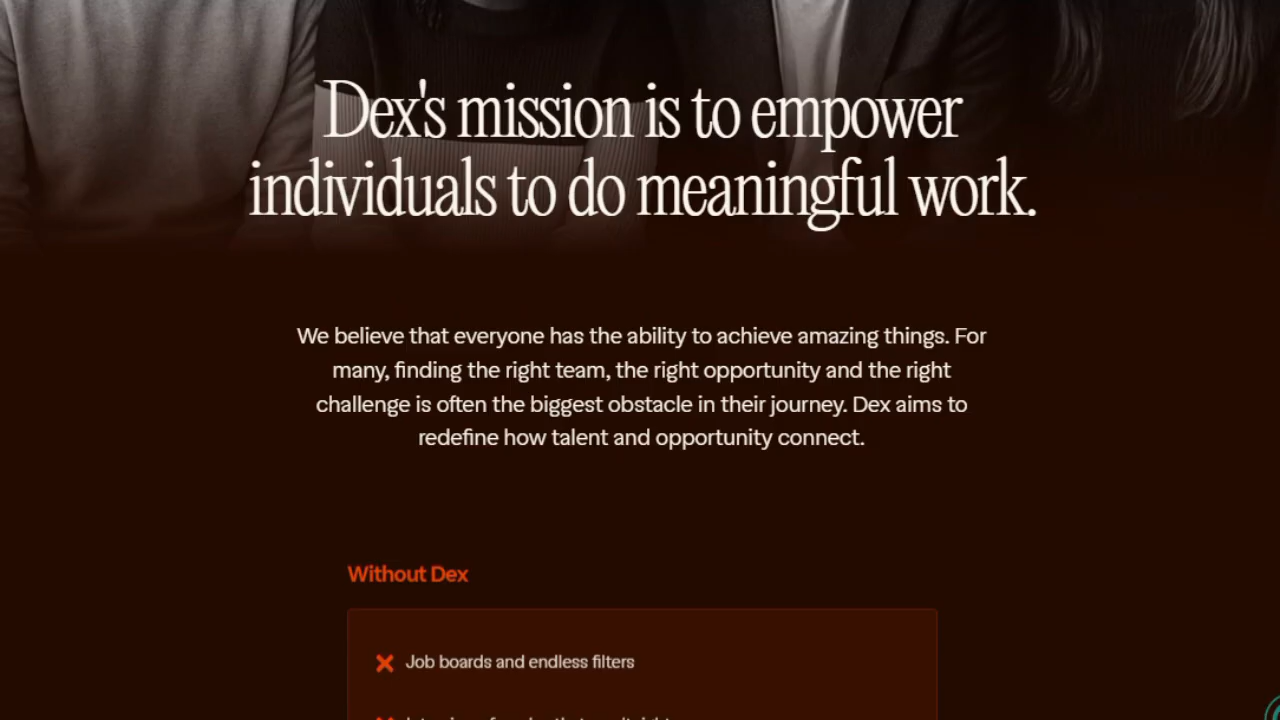 Dex's mission is to empower
individuals to do meaningful work.
We believe that everyone has the ability to achieve amazing things. For
many, finding the right team, the right opportunity and the right
challenge is often the biggest obstacle in their journey. Dex aims to
redefine how talent and opportunity connect.
Without Dex
Job boards and endless filters